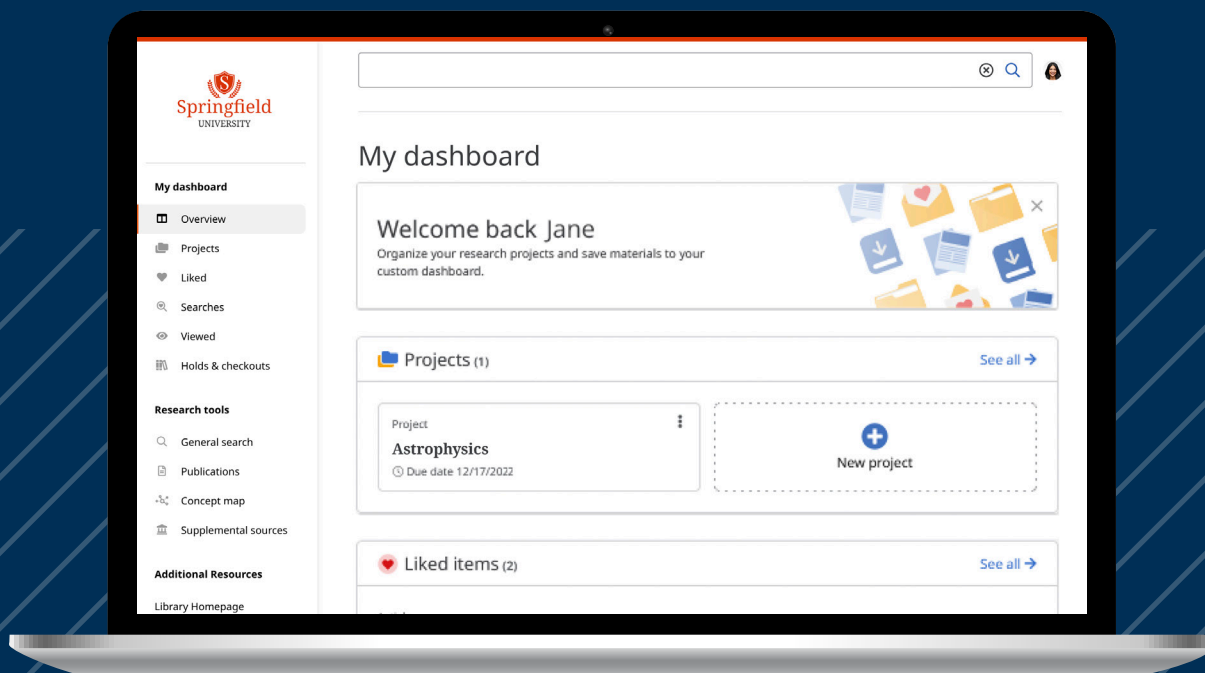 Springfield
UNIVERSITY
My dashboard
Overview
Projects
Liked
Searches
Viewed
Holds & checkouts
Research tools
General search
Publications
Concept map
Supplemental sources
Additional Resources
Library Homepage
My dashboard
Welcome back Jane
Organize your research projects and save materials to your
custom dashboard.
Projects (1)
See all
Project
Astrophysics
Due date 12/17/2022
New project
Liked items (2)
See all